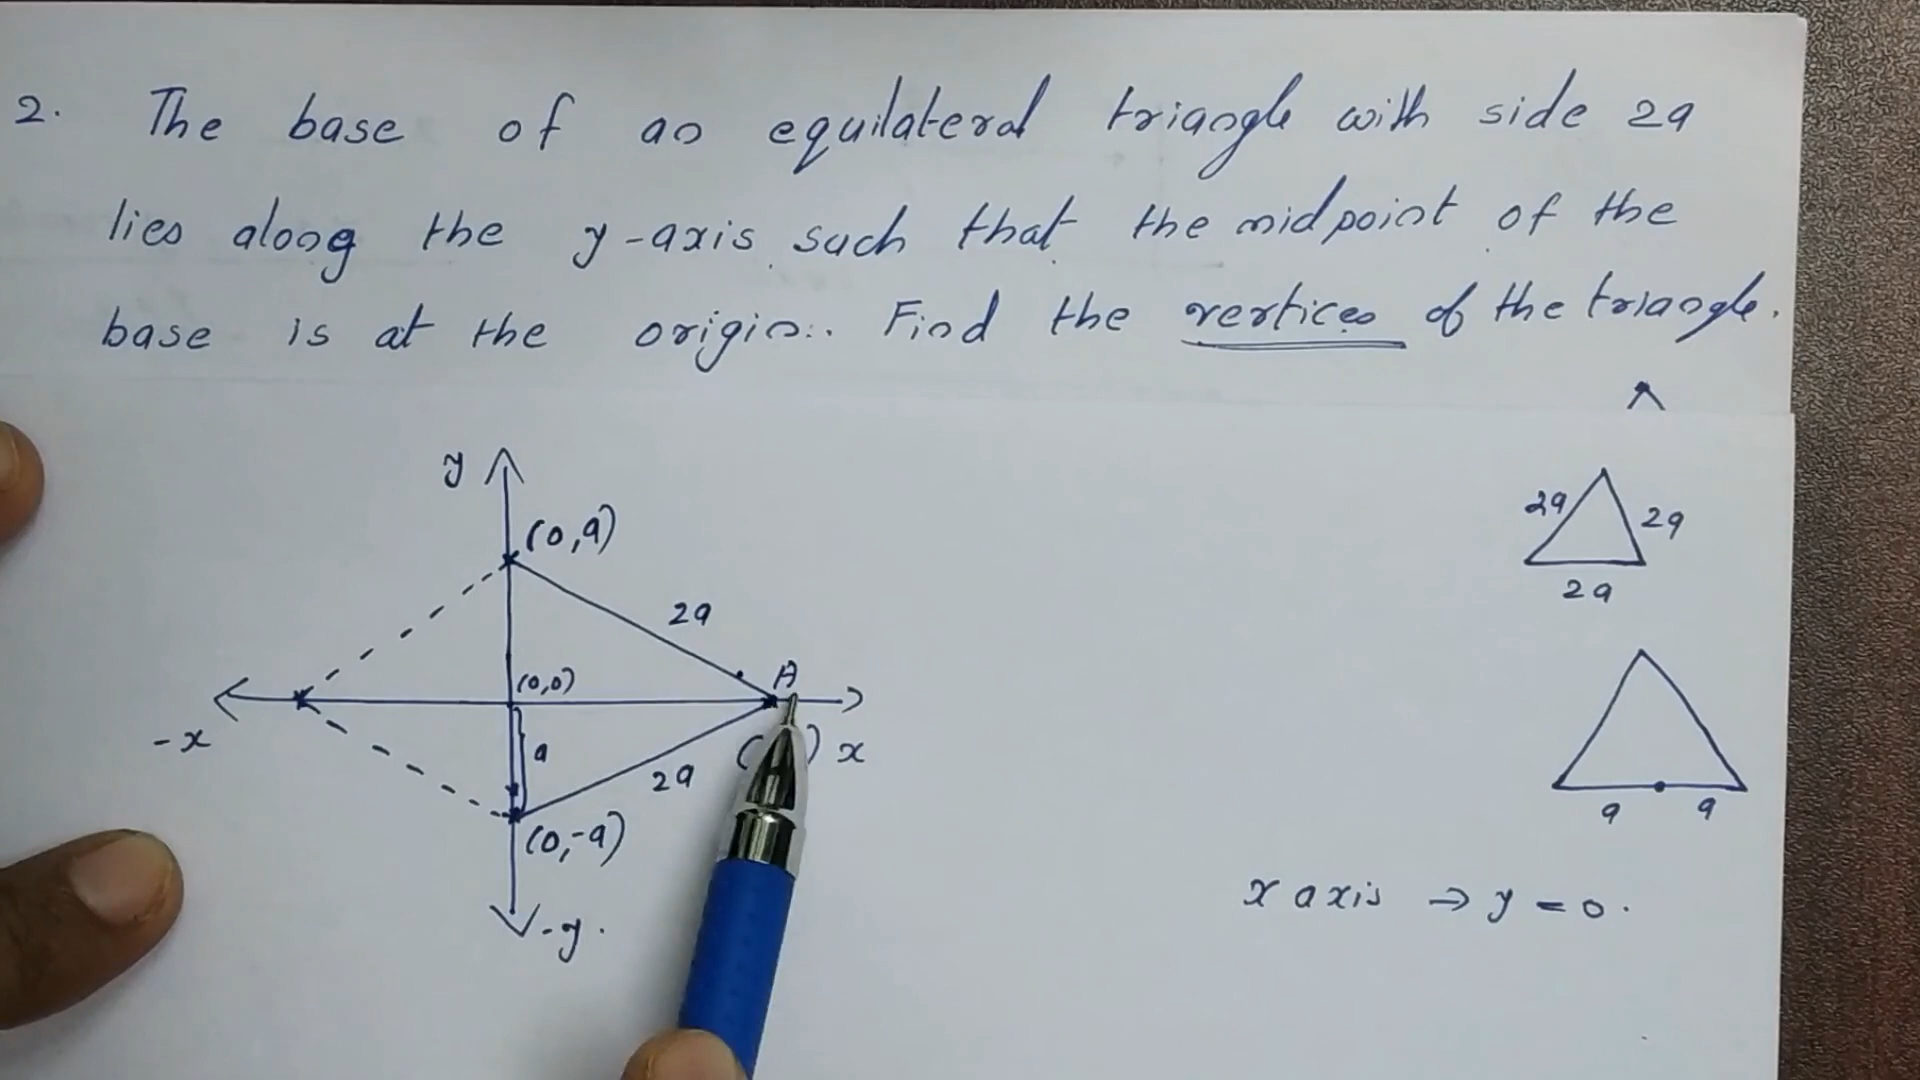 2. The base of an equilateral triangle with side 2a
lies along the y-axis such that the midpoint of the
base is at the origin. Find the vertices of the triangle.
y
(0,a)
2a
2a
2a
2a
(0,0)
A
-x
a
2a
( ) x
(0,-a)
a a
x axis ⇒ y = 0.
-y.